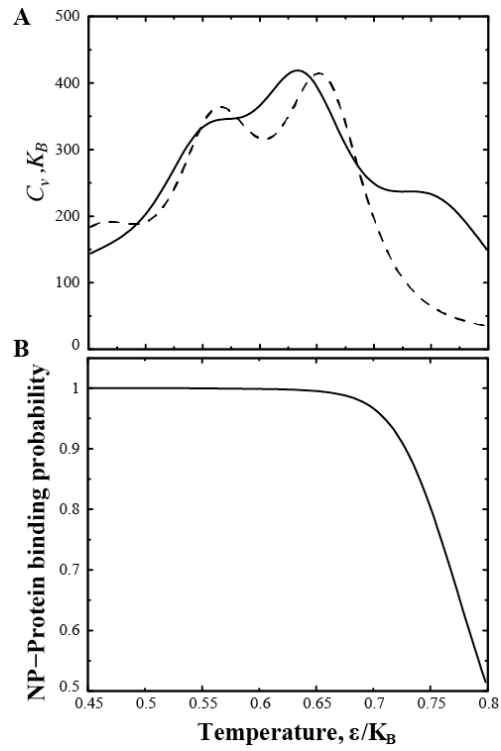 A
500
400
300
200
100
0
C_v ,K_B
B
1
0.9
0.8
0.7
0.6
0.5
NP−Protein binding probability
0.45 0.5 0.55 0.6 0.65 0.7 0.75 0.8
Temperature, ε/K_B